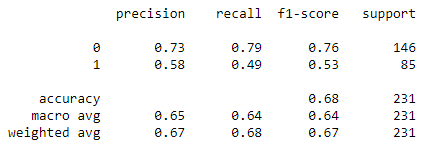 precision recall f1-score support
0 0.73 0.79 0.76 146
1 0.58 0.49 0.53 85
accuracy 0.68 231
macro avg 0.65 0.64 0.64 231
weighted avg 0.67 0.68 0.67 231